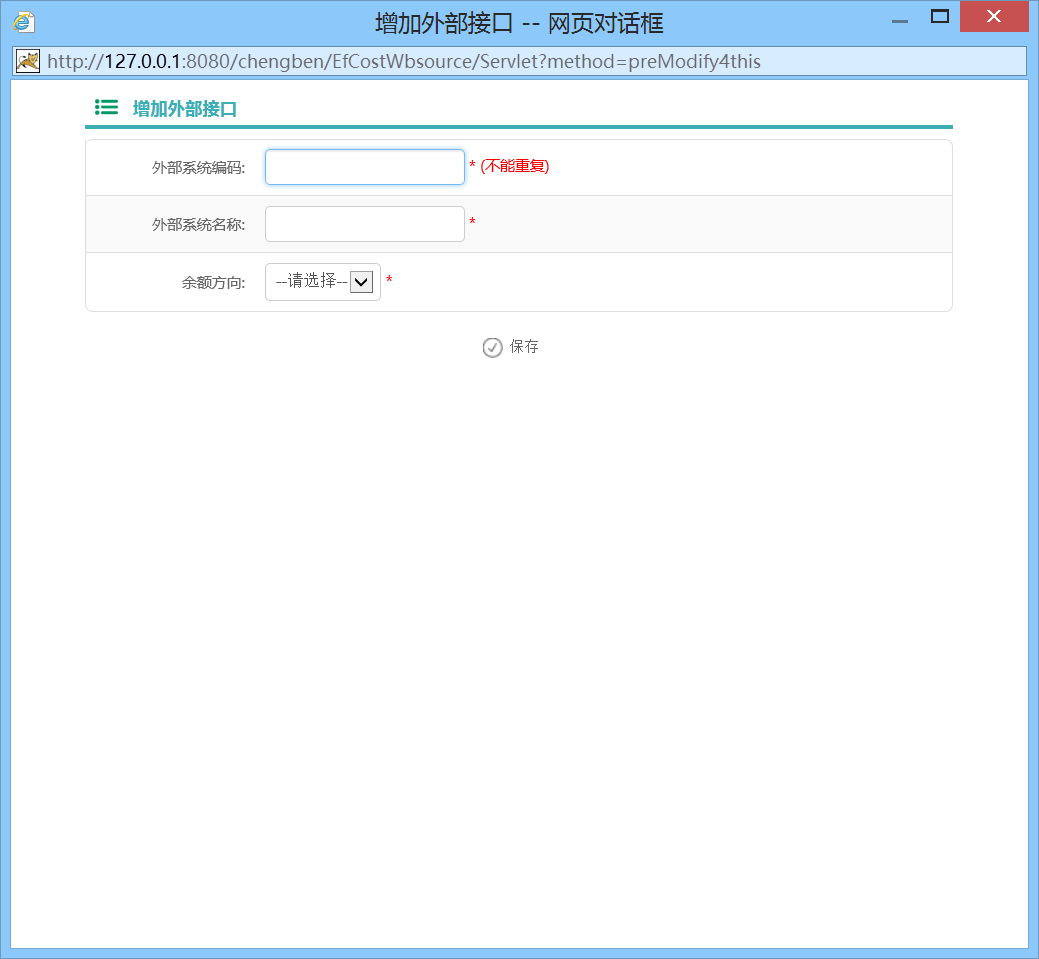 增加外部接口 -- 网页对话框
http://127.0.0.1:8080/chengben/EfCostWbsource/Servlet?method=preModify4this
增加外部接口
外部系统编码: * (不能重复)
外部系统名称: *
余额方向: --请选择-- *
保存